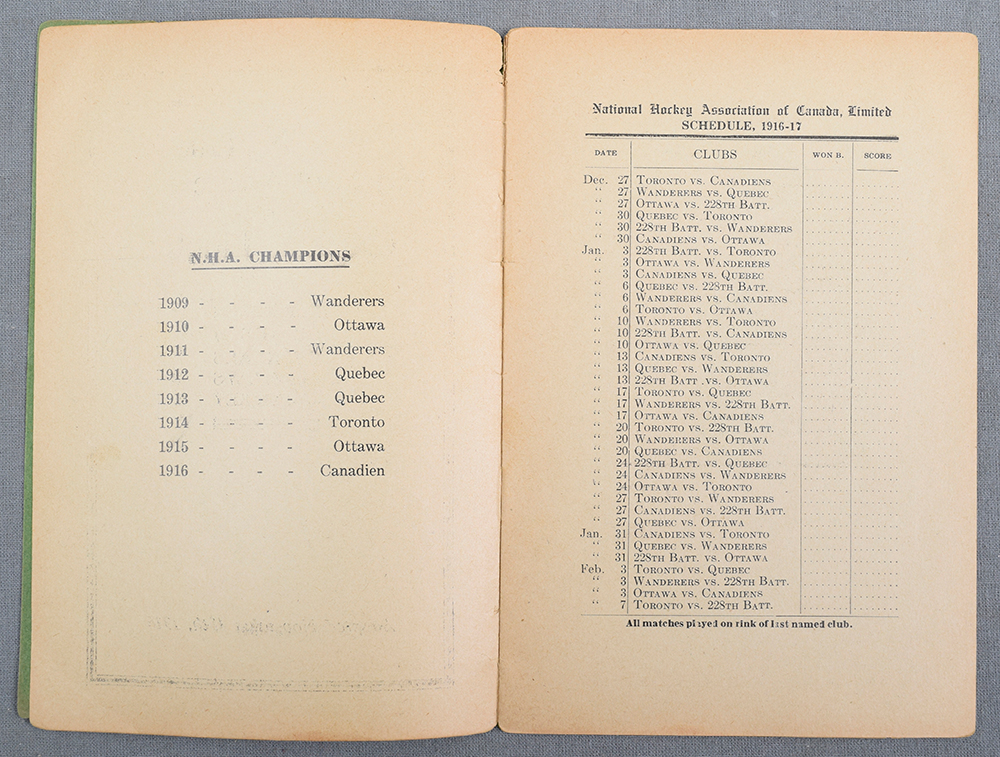 N.H.A. CHAMPIONS
1909 - - - - Wanderers
1910 - - - - Ottawa
1911 - - - - Wanderers
1912 - - - - Quebec
1913 - - - - Quebec
1914 - - - - Toronto
1915 - - - - Ottawa
1916 - - - - Canadien
National Hockey Association of Canada, Limited
SCHEDULE, 1916-17
DATE CLUBS WON B. SCORE
Dec. 27 TORONTO VS. CANADIENS
“ 27 WANDERERS VS. QUEBEC
“ 27 OTTAWA VS. 228TH BATT.
“ 30 QUEBEC VS. TORONTO
“ 30 228TH BATT. VS. WANDERERS
“ 30 CANADIENS VS. OTTAWA
Jan. 3 228TH BATT. VS. TORONTO
“ 3 OTTAWA VS. WANDERERS
“ 3 CANADIENS VS. QUEBEC
“ 6 QUEBEC VS. 228TH BATT.
“ 6 WANDERERS VS. CANADIENS
“ 6 TORONTO VS. OTTAWA
“ 10 WANDERERS VS. TORONTO
“ 10 228TH BATT. VS. CANADIENS
“ 10 OTTAWA VS. QUEBEC
“ 13 CANADIENS VS. TORONTO
“ 13 QUEBEC VS. WANDERERS
“ 13 228TH BATT .VS. OTTAWA
“ 17 TORONTO VS. QUEBEC
“ 17 WANDERERS VS. 228TH BATT.
“ 17 OTTAWA VS. CANADIENS
“ 20 TORONTO VS. 228TH BATT.
“ 20 WANDERERS VS. OTTAWA
“ 20 QUEBEC VS. CANADIENS
“ 24 228TH BATT. VS. QUEBEC
“ 24 CANADIENS VS. WANDERERS
“ 24 OTTAWA VS. TORONTO
“ 27 TORONTO VS. WANDERERS
“ 27 CANADIENS VS. 228TH BATT.
“ 27 QUEBEC VS. OTTAWA
Jan. 31 CANADIENS VS. TORONTO
“ 31 QUEBEC VS. WANDERERS
“ 31 228TH BATT. VS. OTTAWA
Feb. 3 TORONTO VS. QUEBEC
“ 3 WANDERERS VS. 228TH BATT.
“ 3 OTTAWA VS. CANADIENS
“ 7 TORONTO VS. 228TH BATT.
All matches played on rink of last named club.